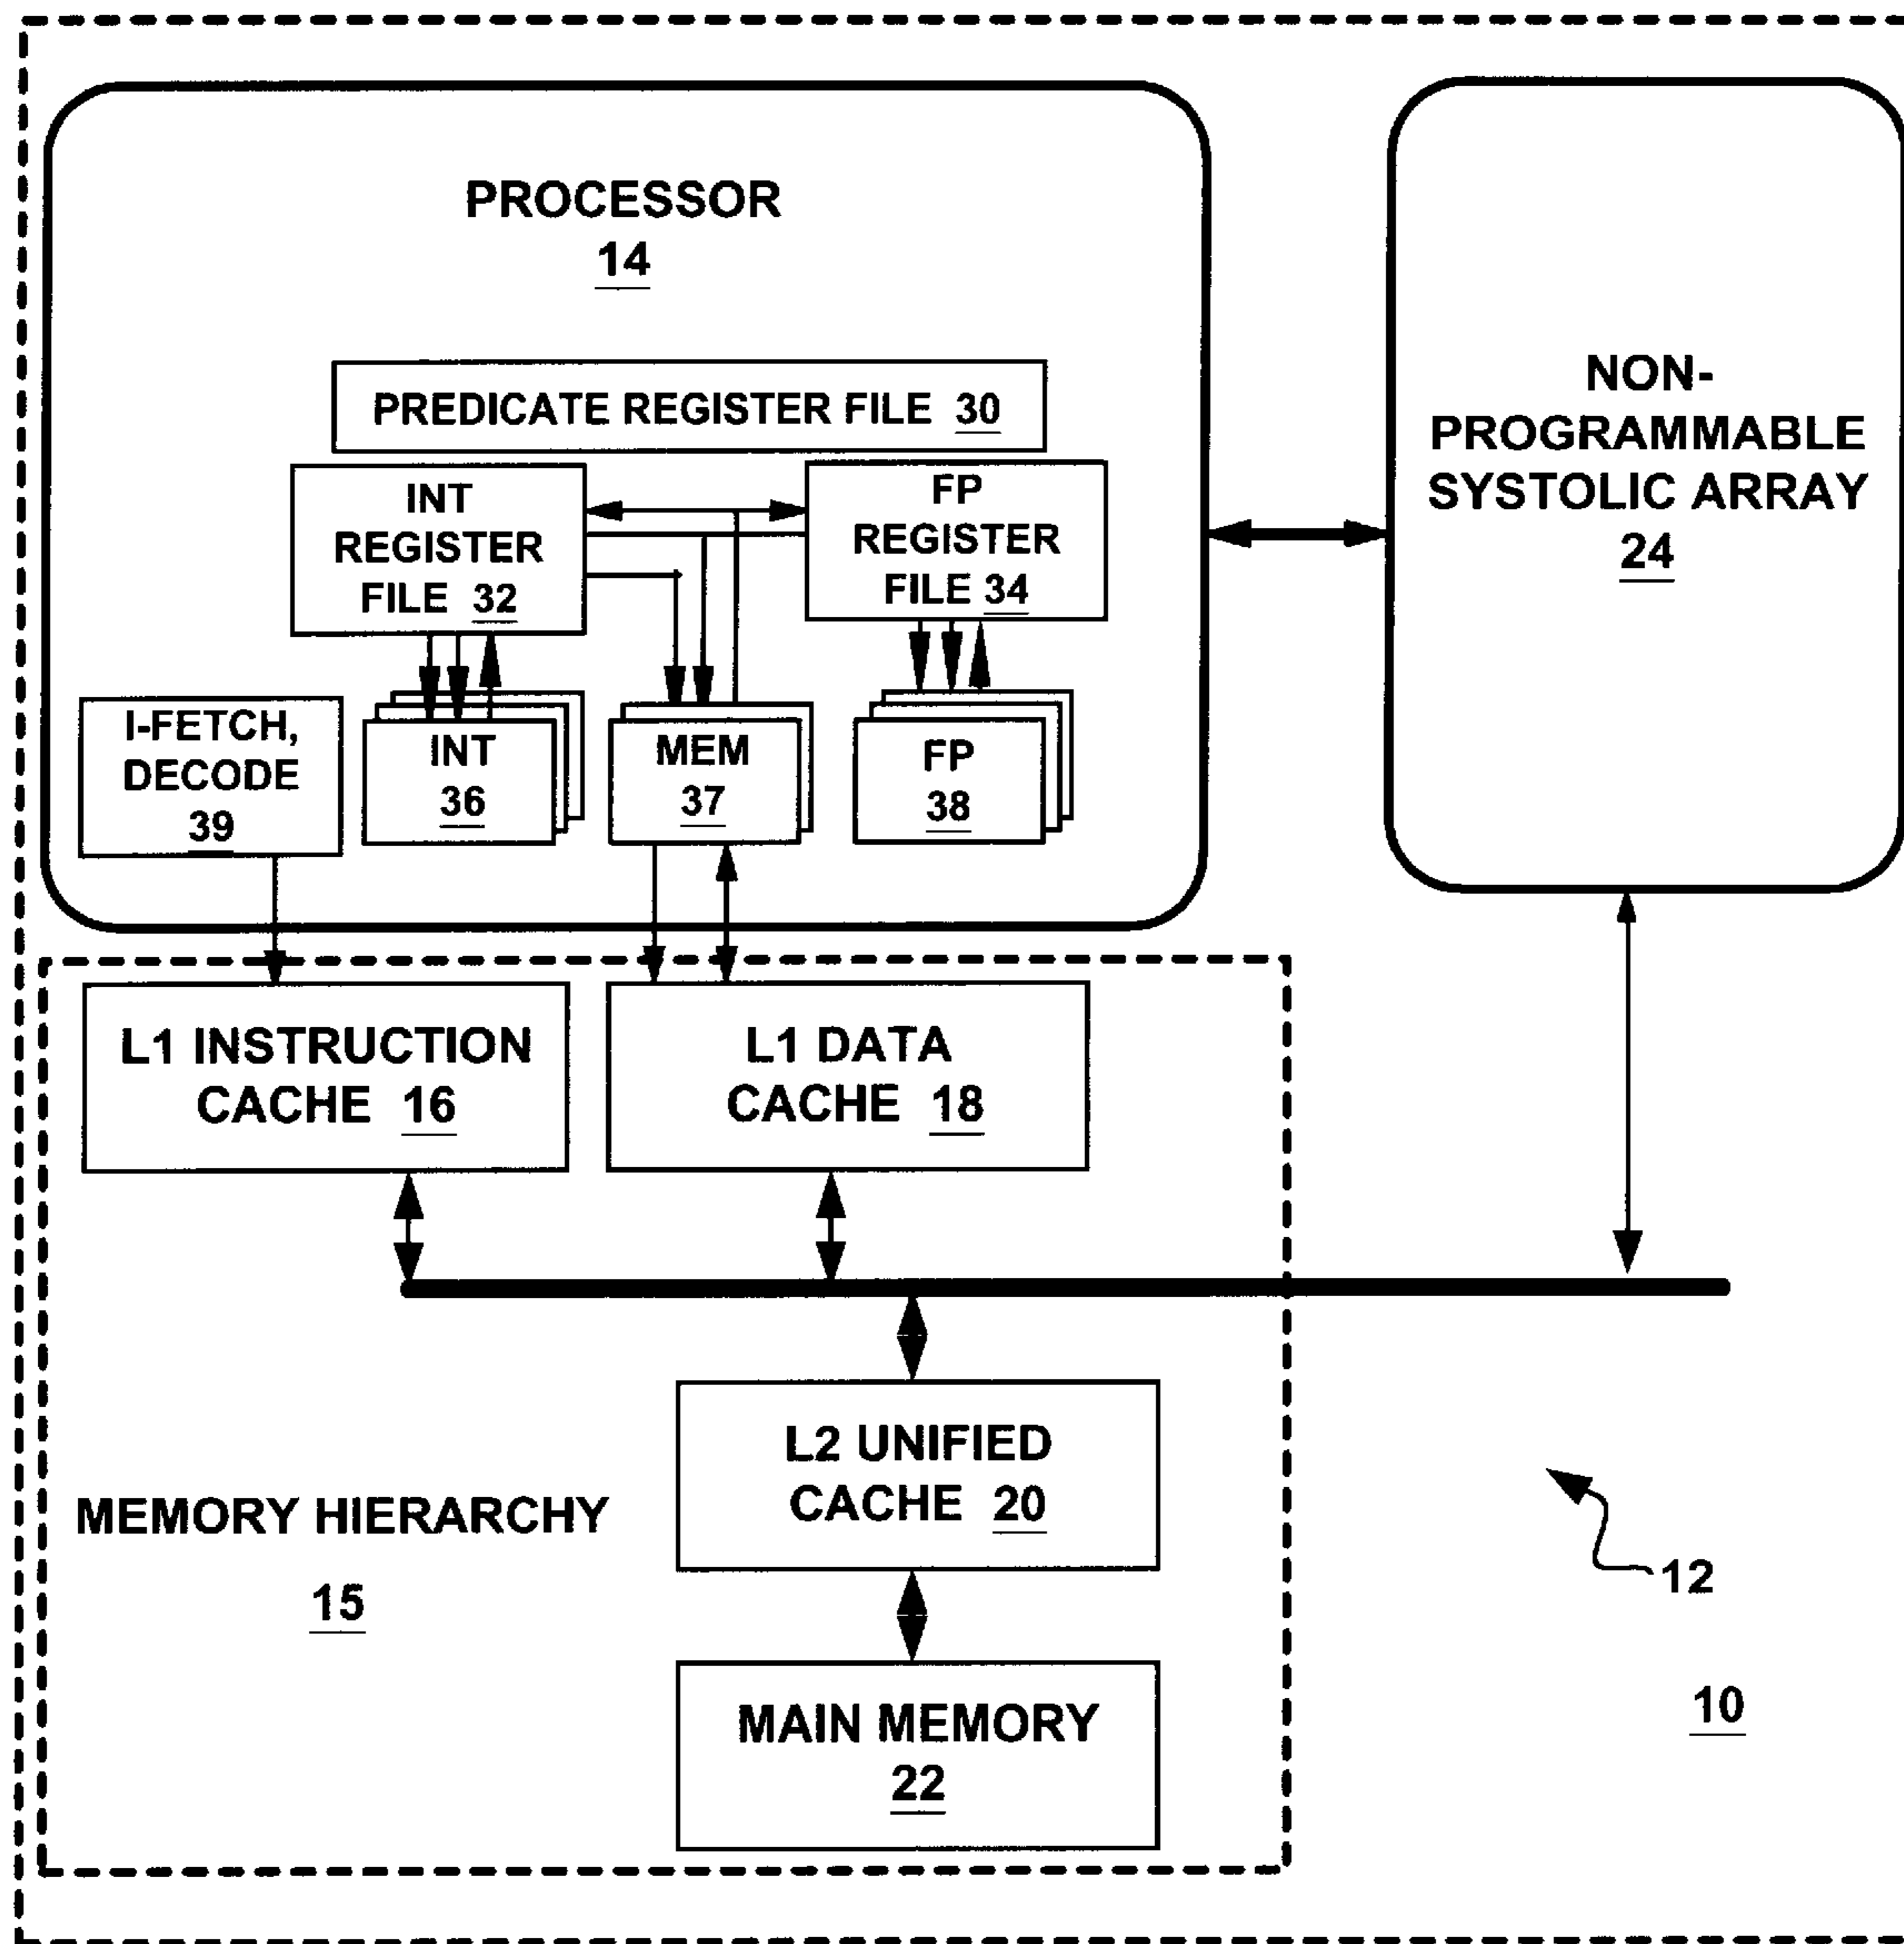 PROCESSOR
14
PREDICATE REGISTER FILE 30
INT
REGISTER
FILE 32
FP
REGISTER
FILE 34
I-FETCH,
DECODE
39
INT
36
MEM
37
FP
38
NON-
PROGRAMMABLE
SYSTOLIC ARRAY
24
L1 INSTRUCTION
CACHE 16
L1 DATA
CACHE 18
L2 UNIFIED
CACHE 20
MEMORY HIERARCHY
15
MAIN MEMORY
22
12
10